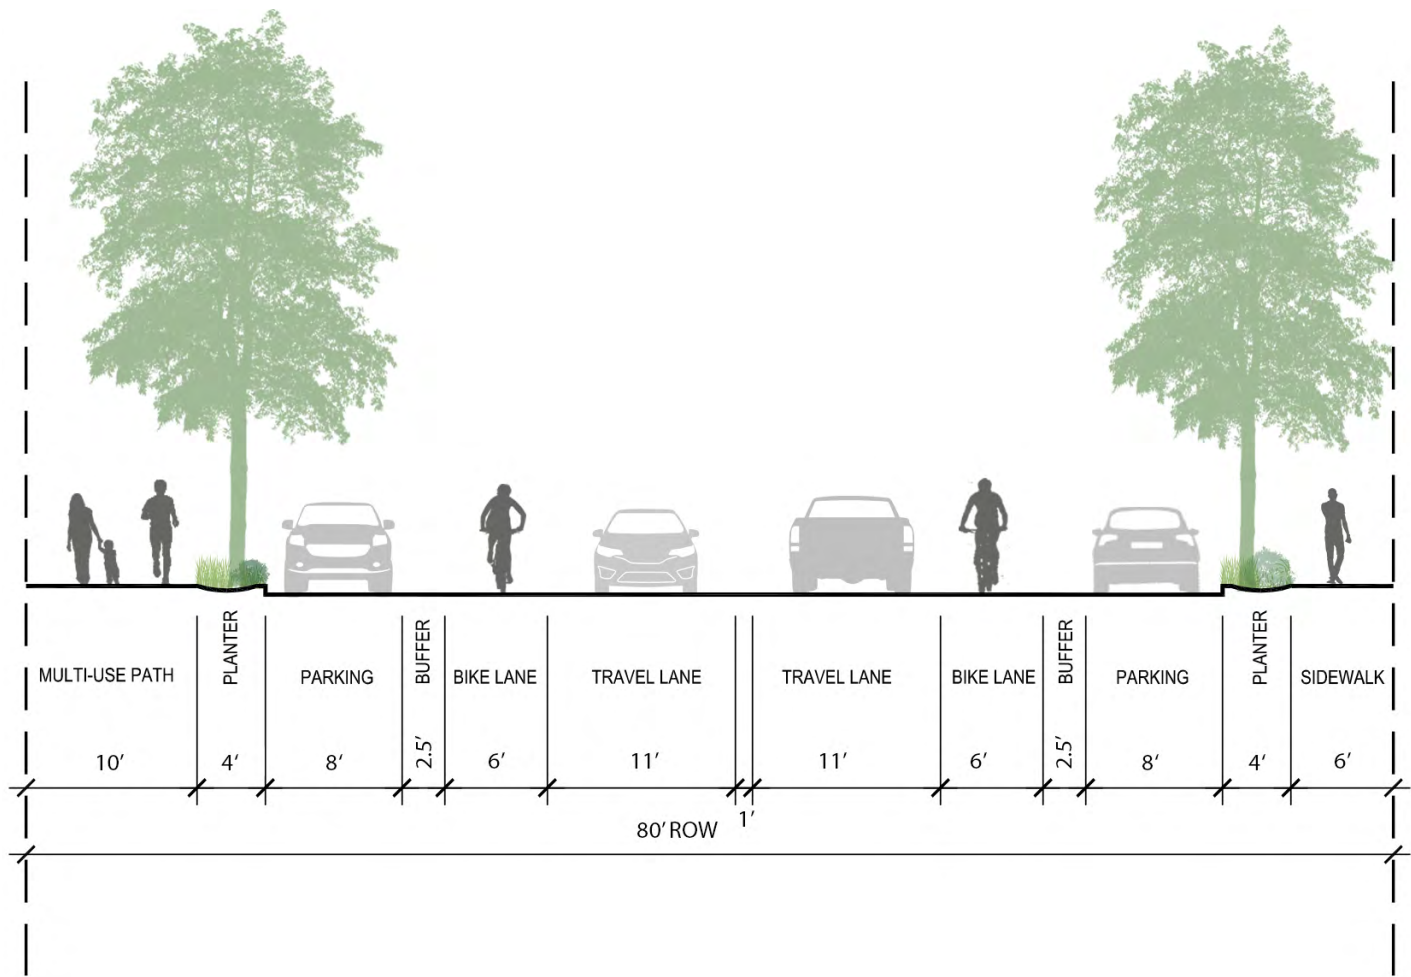 MULTI-USE PATH
PLANTER
PARKING
BUFFER
BIKE LANE
TRAVEL LANE
TRAVEL LANE
BIKE LANE
BUFFER
PARKING
PLANTER
SIDEWALK
10'
4'
8'
2.5'
6'
11'
11'
6'
2.5'
8'
4'
6'
1'
80' ROW